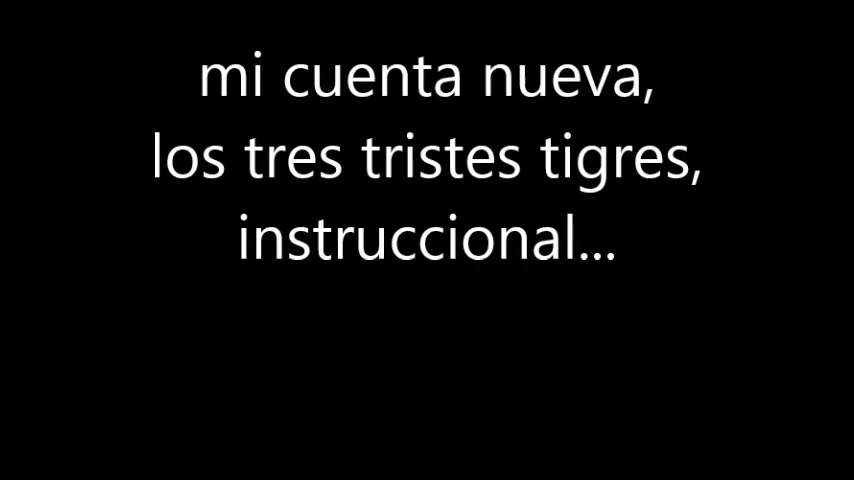 mi cuenta nueva,
los tres tristes tigres,
instruccional...